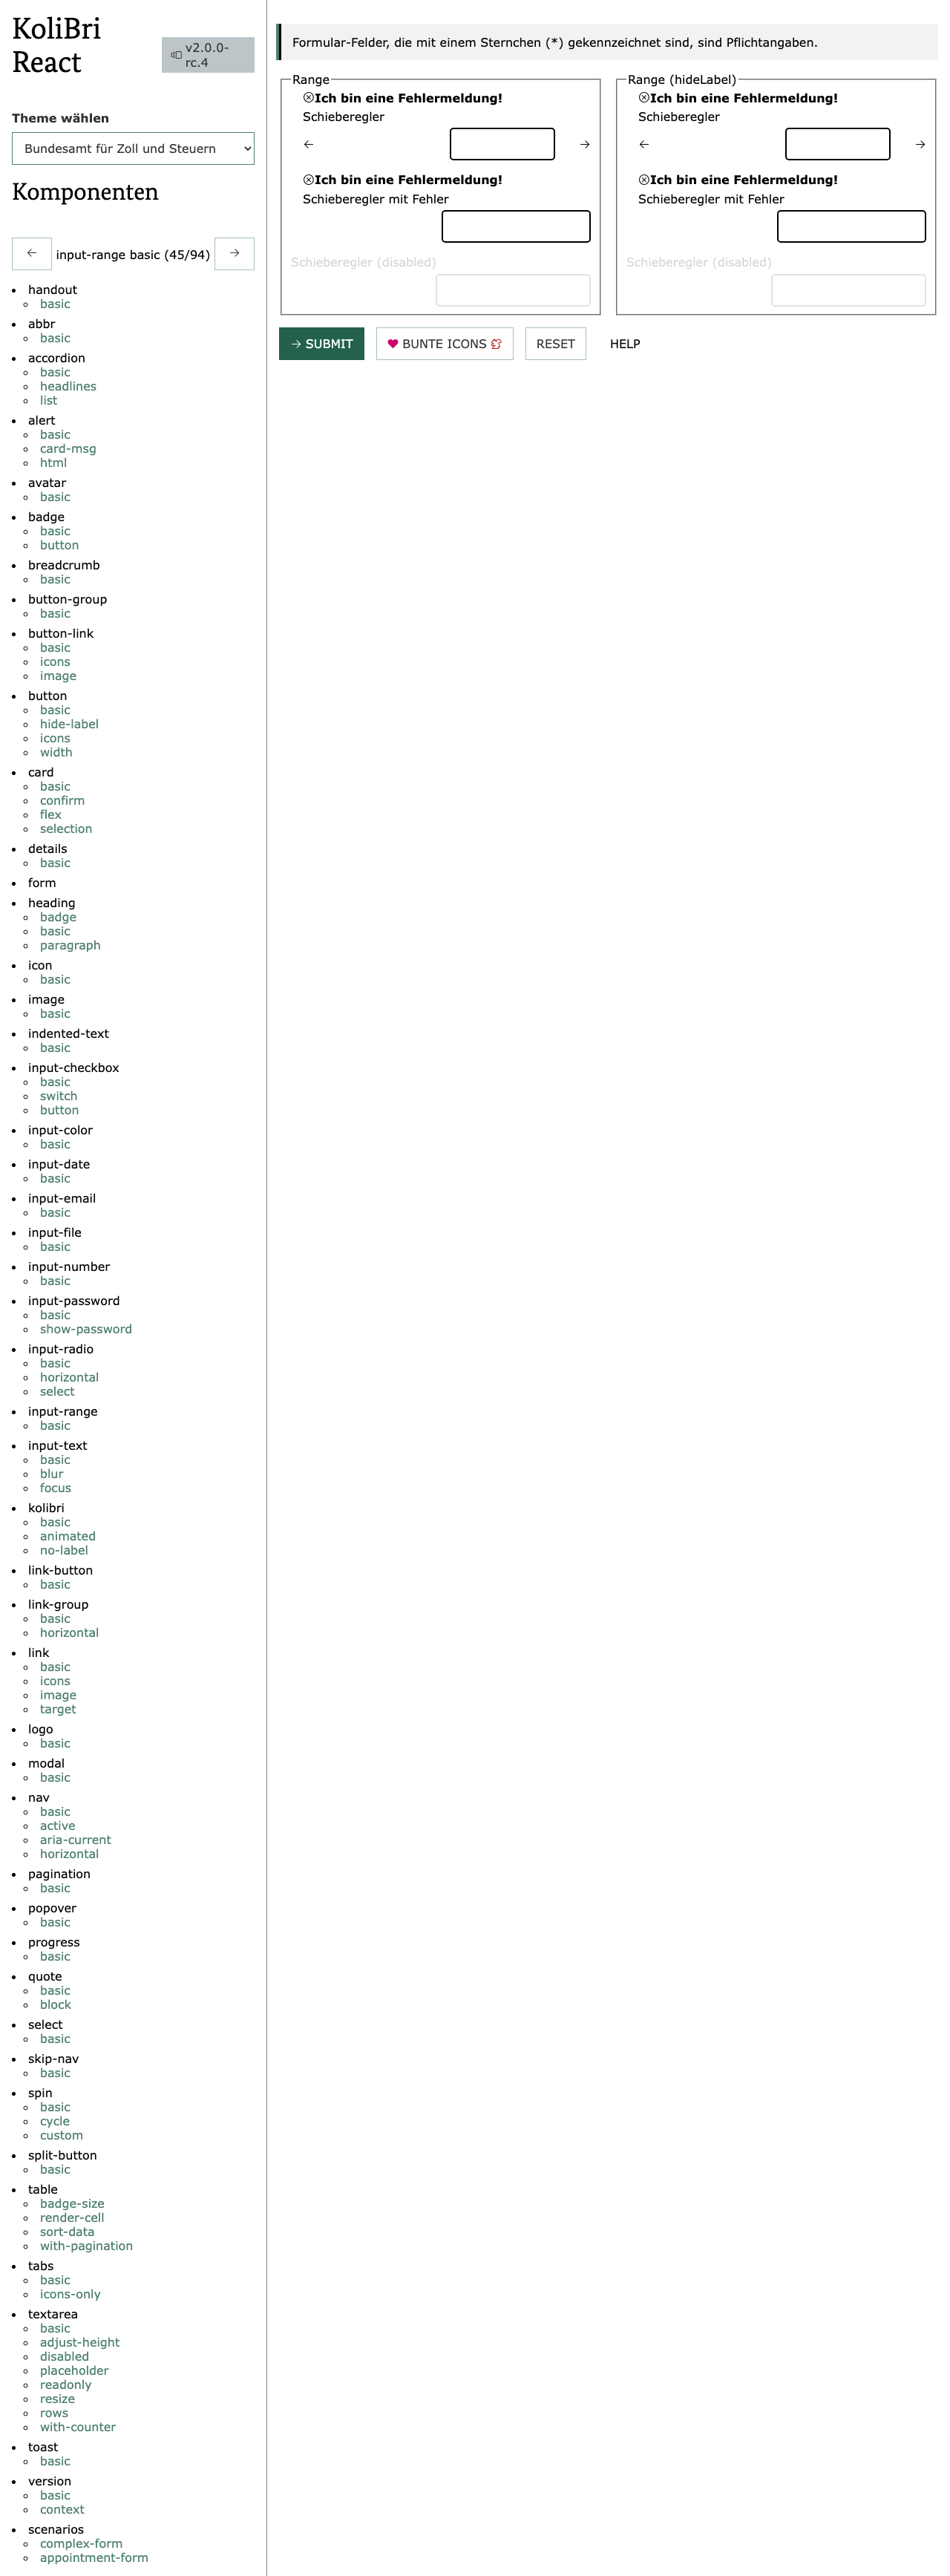 KoliBri
React
v2.0.0-
rc.4
Theme wählen
Bundesamt für Zoll und Steuern
Komponenten
← input-range basic (45/94) →
handout
basic
abbr
basic
accordion
basic
headlines
list
alert
basic
card-msg
html
avatar
basic
badge
basic
button
breadcrumb
basic
button-group
basic
button-link
basic
icons
image
button
basic
hide-label
icons
width
card
basic
confirm
flex
selection
details
basic
form
heading
badge
basic
paragraph
icon
basic
image
basic
indented-text
basic
input-checkbox
basic
switch
button
input-color
basic
input-date
basic
input-email
basic
input-file
basic
input-number
basic
input-password
basic
show-password
input-radio
basic
horizontal
select
input-range
basic
input-text
basic
blur
focus
kolibri
basic
animated
no-label
link-button
basic
link-group
basic
horizontal
link
basic
icons
image
target
logo
basic
modal
basic
nav
basic
active
aria-current
horizontal
pagination
basic
popover
basic
progress
basic
quote
basic
block
select
basic
skip-nav
basic
spin
basic
cycle
custom
split-button
basic
table
badge-size
render-cell
sort-data
with-pagination
tabs
basic
icons-only
textarea
basic
adjust-height
disabled
placeholder
readonly
resize
rows
with-counter
toast
basic
version
basic
context
scenarios
complex-form
appointment-form
Formular-Felder, die mit einem Sternchen (*) gekennzeichnet sind, sind Pflichtangaben.
Range
Ich bin eine Fehlermeldung!
Schieberegler
← →
Ich bin eine Fehlermeldung!
Schieberegler mit Fehler
Schieberegler (disabled)
Range (hideLabel)
Ich bin eine Fehlermeldung!
Schieberegler
← →
Ich bin eine Fehlermeldung!
Schieberegler mit Fehler
Schieberegler (disabled)
→ SUBMIT BUNTE ICONS RESET HELP